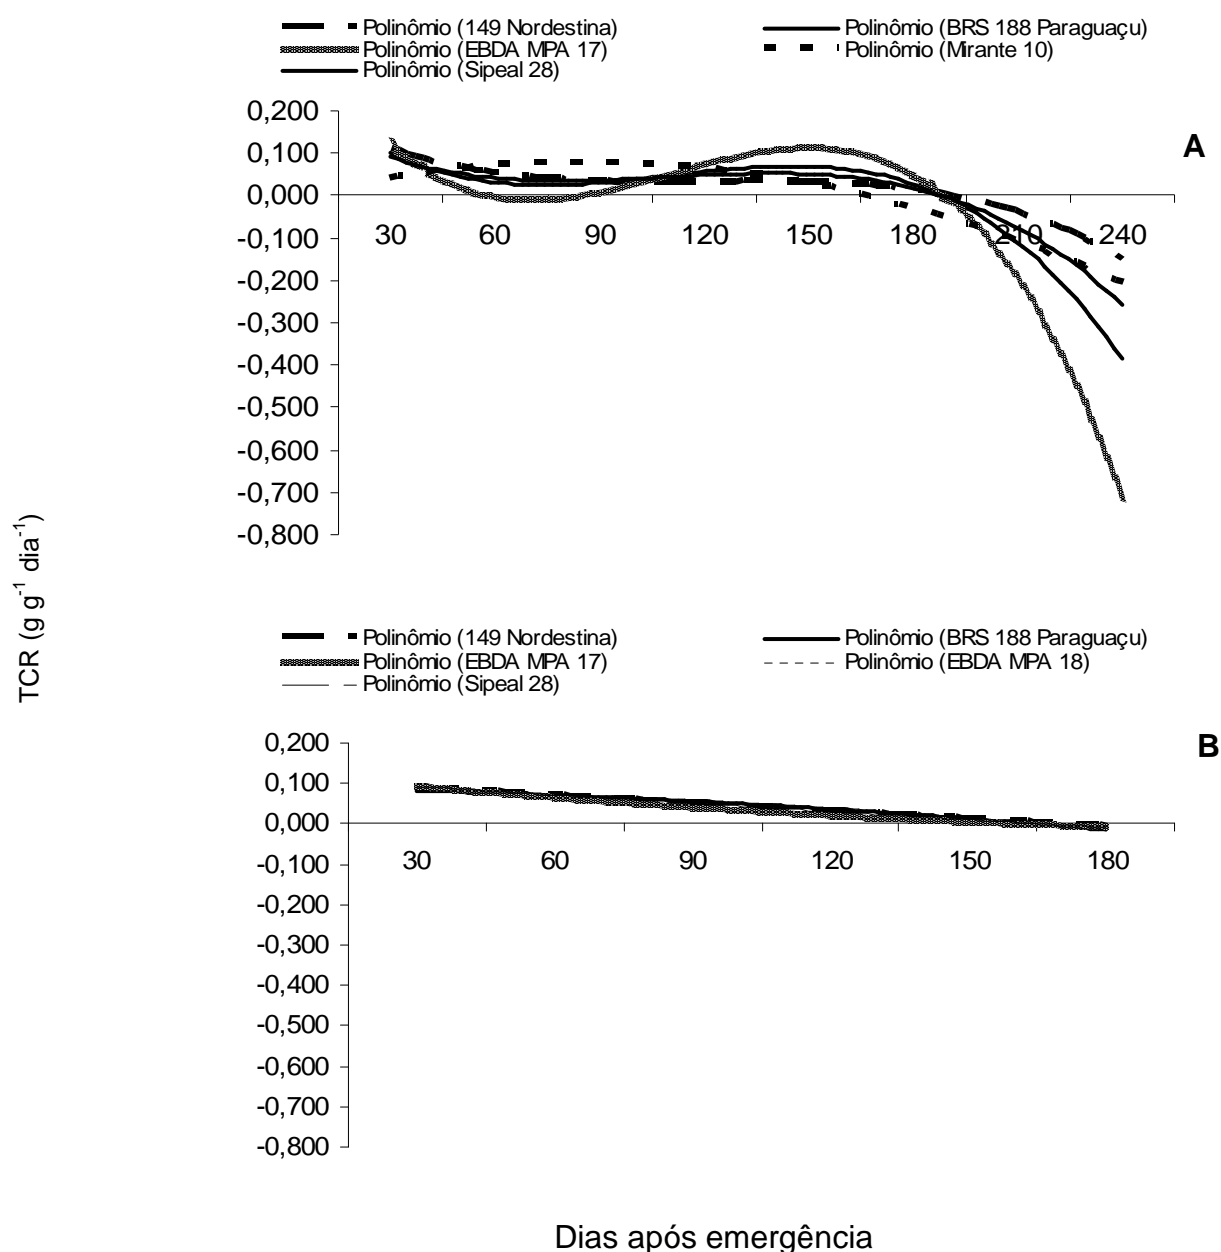 Polinômio (149 Nordestina) Polinômio (BRS 188 Paraguaçu)
Polinômio (EBDA MPA 17) Polinômio (Mirante 10)
Polinômio (Sipeal 28)
A
0,200
0,100
0,000
-0,100
-0,200
-0,300
-0,400
-0,500
-0,600
-0,700
-0,800
30 60 90 120 150 180 210 240
TCR (g g⁻¹ dia⁻¹)
Polinômio (149 Nordestina) Polinômio (BRS 188 Paraguaçu)
Polinômio (EBDA MPA 17) Polinômio (EBDA MPA 18)
Polinômio (Sipeal 28)
B
0,200
0,100
0,000
-0,100
-0,200
-0,300
-0,400
-0,500
-0,600
-0,700
-0,800
30 60 90 120 150 180
Dias após emergência